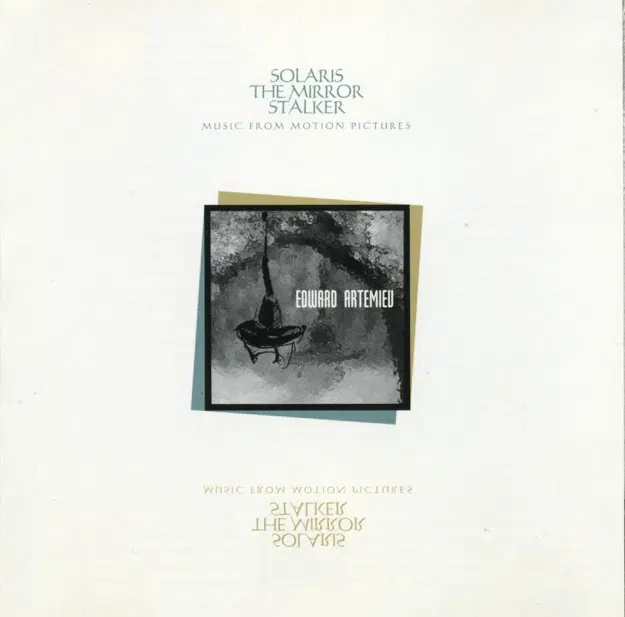 SOLARIS
THE MIRROR
STALKER
MUSIC FROM MOTION PICTURES
EDWARD ARTEMIEV
MUSIC FROM MOTION PICTURES
STALKER
THE MIRROR
SOLARIS